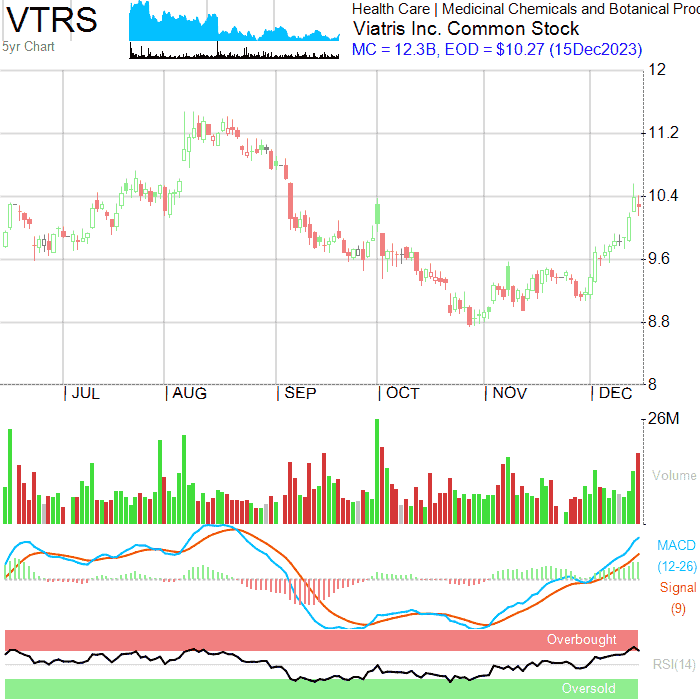 VTRS
5yr Chart
Health Care | Medicinal Chemicals and Botanical Proc
Viatris Inc. Common Stock
MC = 12.3B, EOD = $10.27 (15Dec2023)
12
11.2
10.4
9.6
8.8
8
JUL
AUG
SEP
OCT
NOV
DEC
26M
Volume
MACD
(12-26)
Signal
(9)
Overbought
RSI(14)
Oversold